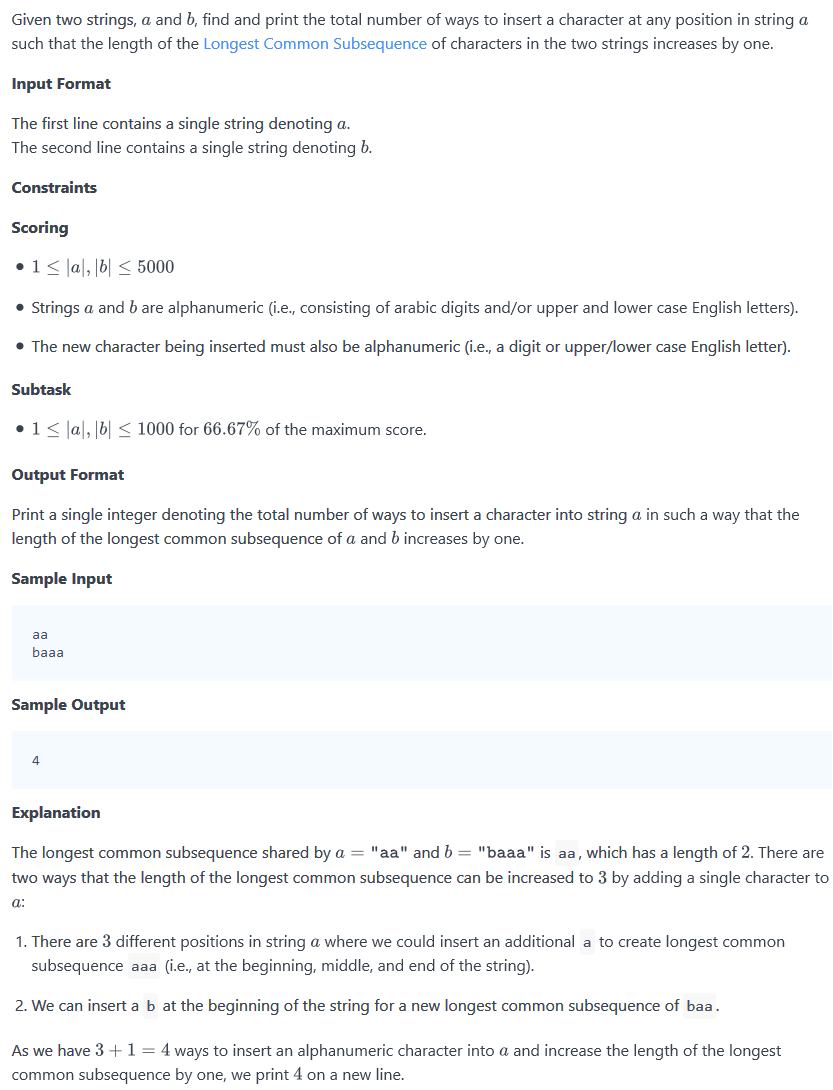 Given two strings, a and b, find and print the total number of ways to insert a character at any position in string a
such that the length of the Longest Common Subsequence of characters in the two strings increases by one.
Input Format
The first line contains a single string denoting a.
The second line contains a single string denoting b.
Constraints
Scoring
• 1 ≤ |a|, |b| ≤ 5000
• Strings a and b are alphanumeric (i.e., consisting of arabic digits and/or upper and lower case English letters).
• The new character being inserted must also be alphanumeric (i.e., a digit or upper/lower case English letter).
Subtask
• 1 ≤ |a|, |b| ≤ 1000 for 66.67% of the maximum score.
Output Format
Print a single integer denoting the total number of ways to insert a character into string a in such a way that the
length of the longest common subsequence of a and b increases by one.
Sample Input
aa
baaa
Sample Output
4
Explanation
The longest common subsequence shared by a = "aa" and b = "baaa" is aa, which has a length of 2. There are
two ways that the length of the longest common subsequence can be increased to 3 by adding a single character to
a:
1. There are 3 different positions in string a where we could insert an additional a to create longest common
subsequence aaa (i.e., at the beginning, middle, and end of the string).
2. We can insert a b at the beginning of the string for a new longest common subsequence of baa.
As we have 3 + 1 = 4 ways to insert an alphanumeric character into a and increase the length of the longest
common subsequence by one, we print 4 on a new line.